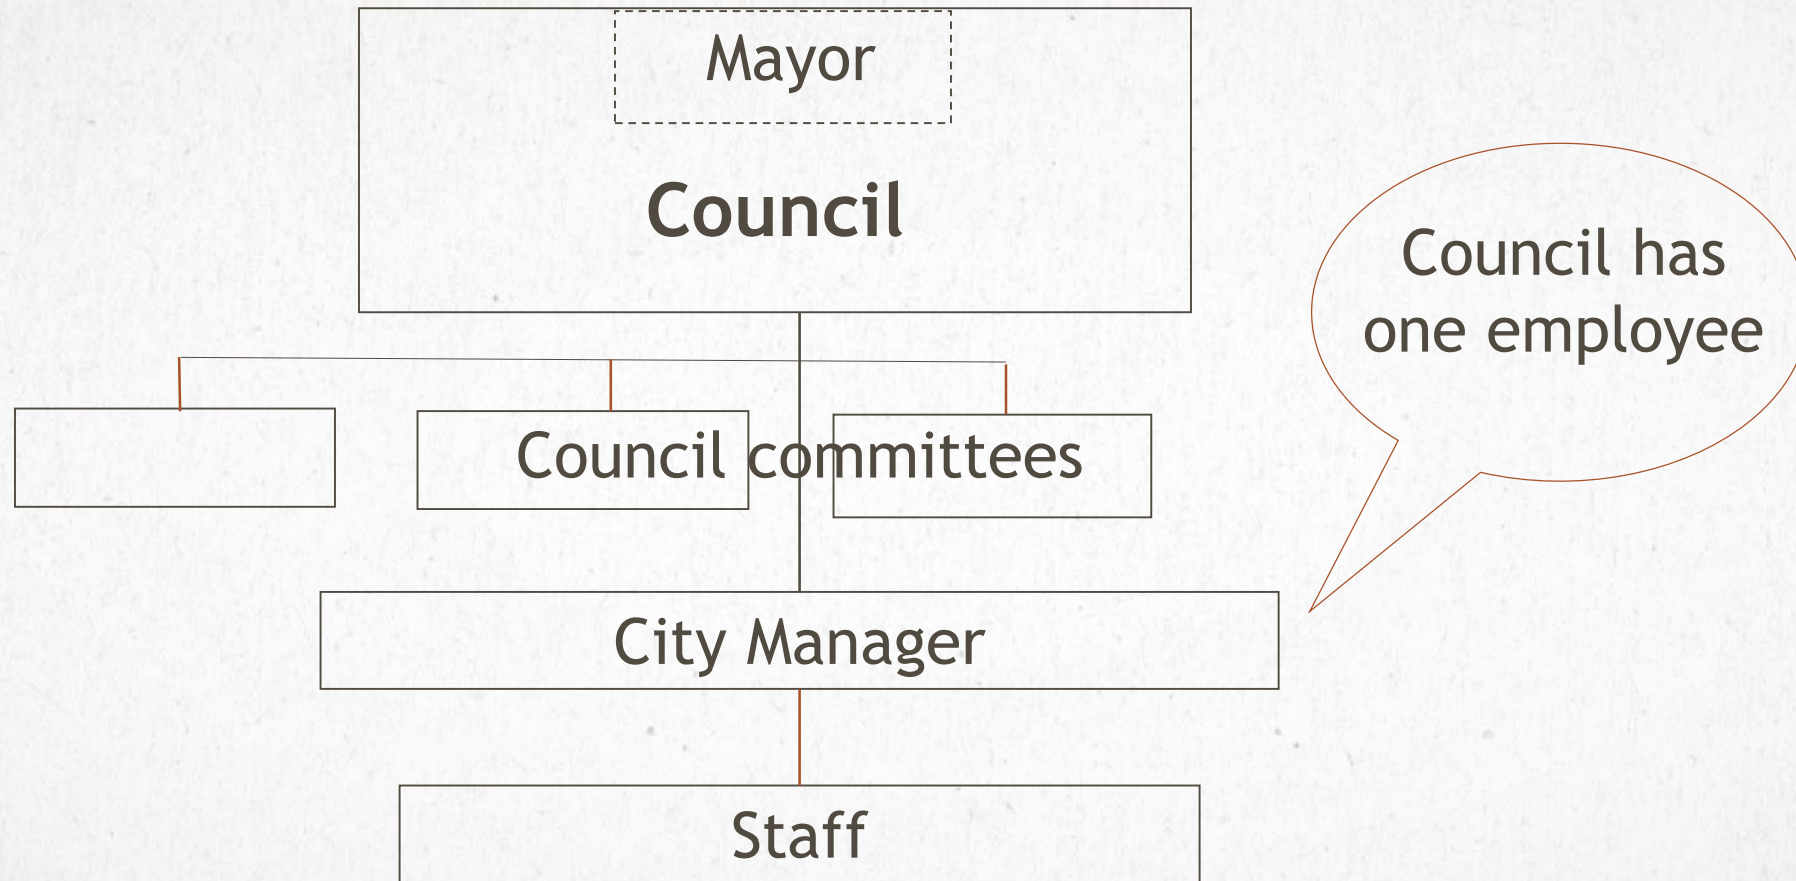 Mayor
Council
Council has
one employee
Council committees
City Manager
Staff